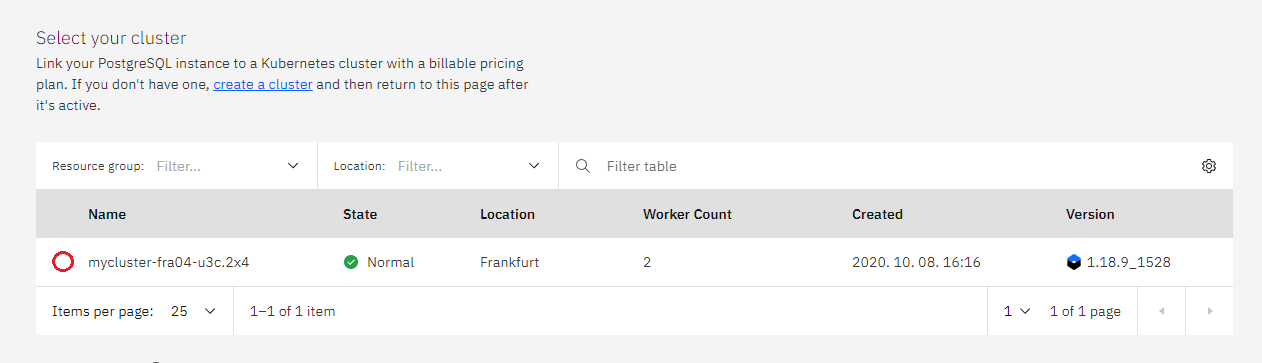 Select your cluster
Link your PostgreSQL instance to a Kubernetes cluster with a billable pricing
plan. If you don't have one, create a cluster and then return to this page after
it's active.
Resource group: Filter... Location: Filter... Filter table
Name State Location Worker Count Created Version
mycluster-fra04-u3c.2x4 Normal Frankfurt 2 2020. 10. 08. 16:16 1.18.9_1528
Items per page: 25 1–1 of 1 item 1 1 of 1 page